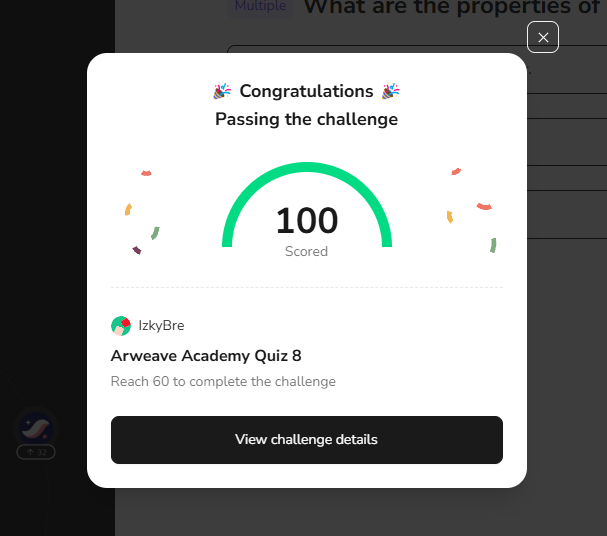 Multiple What are the properties of
Congratulations
Passing the challenge
100
Scored
IzkyBre
Arweave Academy Quiz 8
Reach 60 to complete the challenge
View challenge details
32